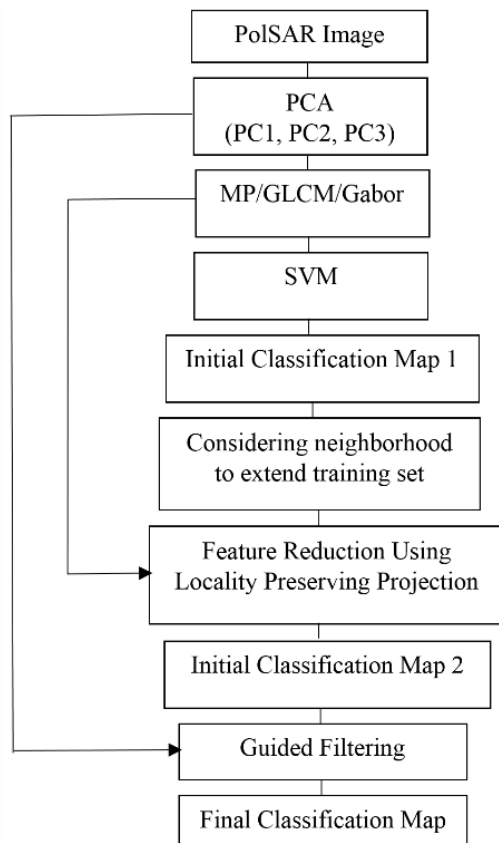 PolSAR Image
PCA
(PC1, PC2, PC3)
MP/GLCM/Gabor
SVM
Initial Classification Map 1
Considering neighborhood
to extend training set
Feature Reduction Using
Locality Preserving Projection
Initial Classification Map 2
Guided Filtering
Final Classification Map